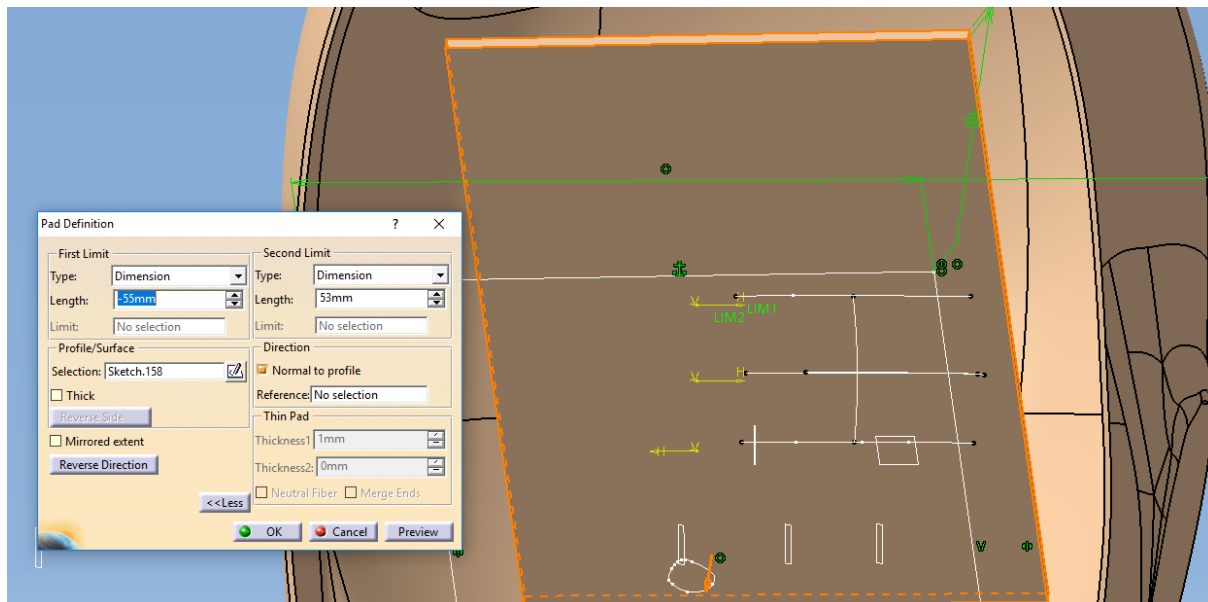 Pad Definition ? ×
First Limit
Type: Dimension
Length: -55mm
Limit: No selection
Profile/Surface
Selection: Sketch.158
Thick
Reverse Side
Mirrored extent
Reverse Direction
<<Less
Second Limit
Type: Dimension
Length: 53mm
Limit: No selection
Direction
Normal to profile
Reference: No selection
Thin Pad
Thickness1 1mm
Thickness2: 0mm
Neutral Fiber Merge Ends
OK Cancel Preview
V H
LIM2 LIM1
V H
H V
V